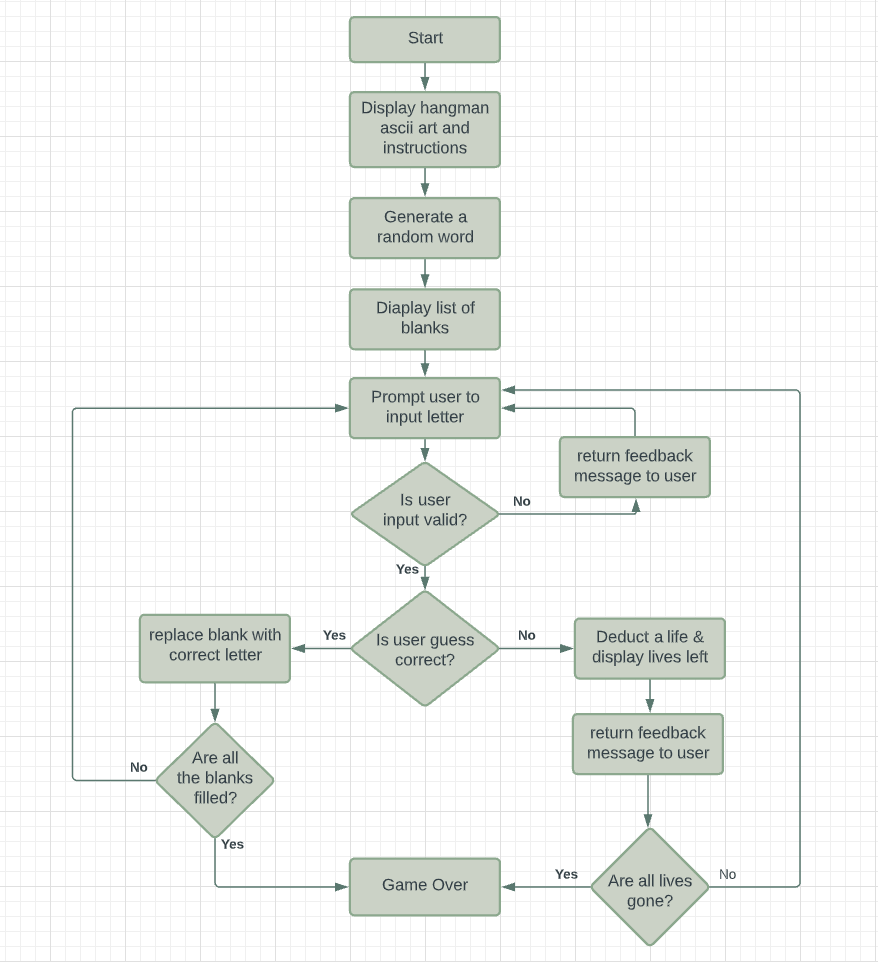 Start
Display hangman
ascii art and
instructions
Generate a
random word
Diaplay list of
blanks
Prompt user to
input letter
return feedback
message to user
Is user
input valid?
No
Yes
replace blank with
correct letter
Yes
Is user guess
correct?
No
Deduct a life &
display lives left
return feedback
message to user
Are all
the blanks
filled?
No
Yes
Game Over
Yes
Are all lives
gone?
No